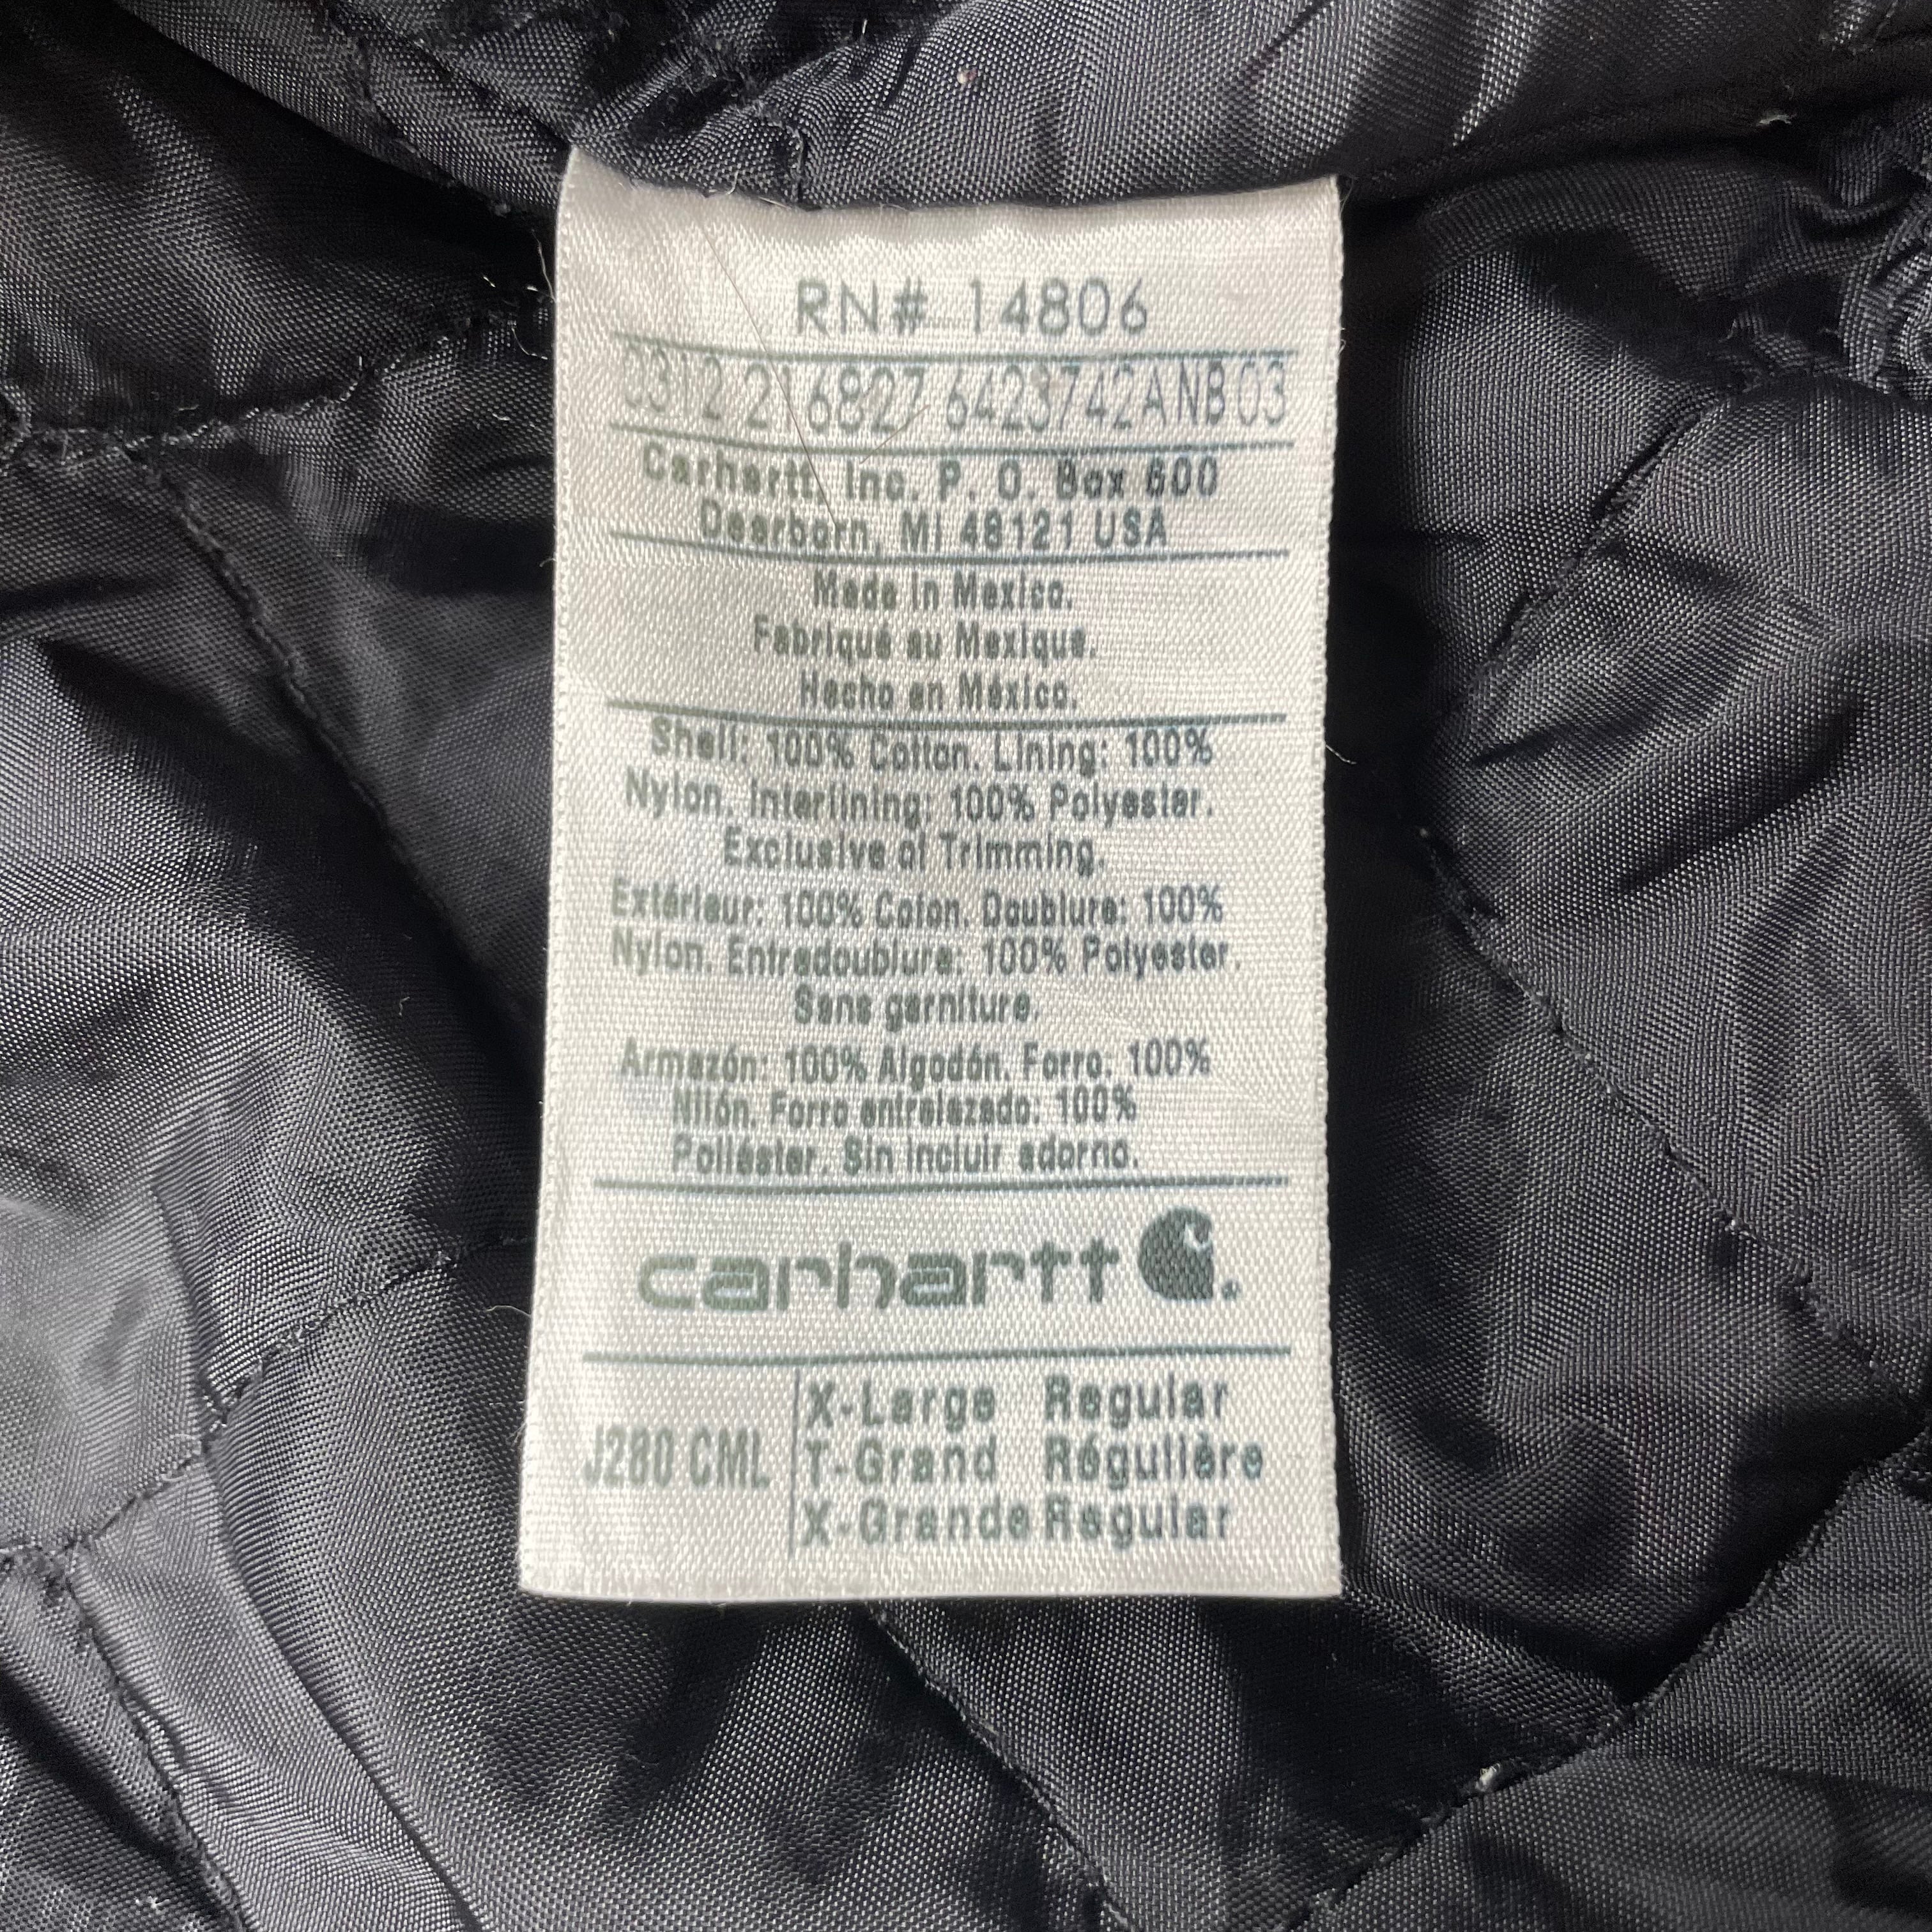 RN# 14806
0312 216827 6423742ANB03
Carhartt, Inc. P. O. Box 600
Dearborn, MI 48121 USA
Made in Mexico.
Fabriqué au Mexique.
Hecho en México.
Shell: 100% Cotton. Lining: 100%
Nylon. Interlining: 100% Polyester.
Exclusive of Trimming.
Extérieur: 100% Coton. Doublure: 100%
Nylon. Entredoublure: 100% Polyester.
Sans garniture.
Armazón: 100% Algodón. Forro: 100%
Nilón. Forro entrelazado: 100%
Poliéster. Sin incluir adorno.
carhartt
J280 CML
X-Large Regular
T-Grand Régulière
X-Grande Regular